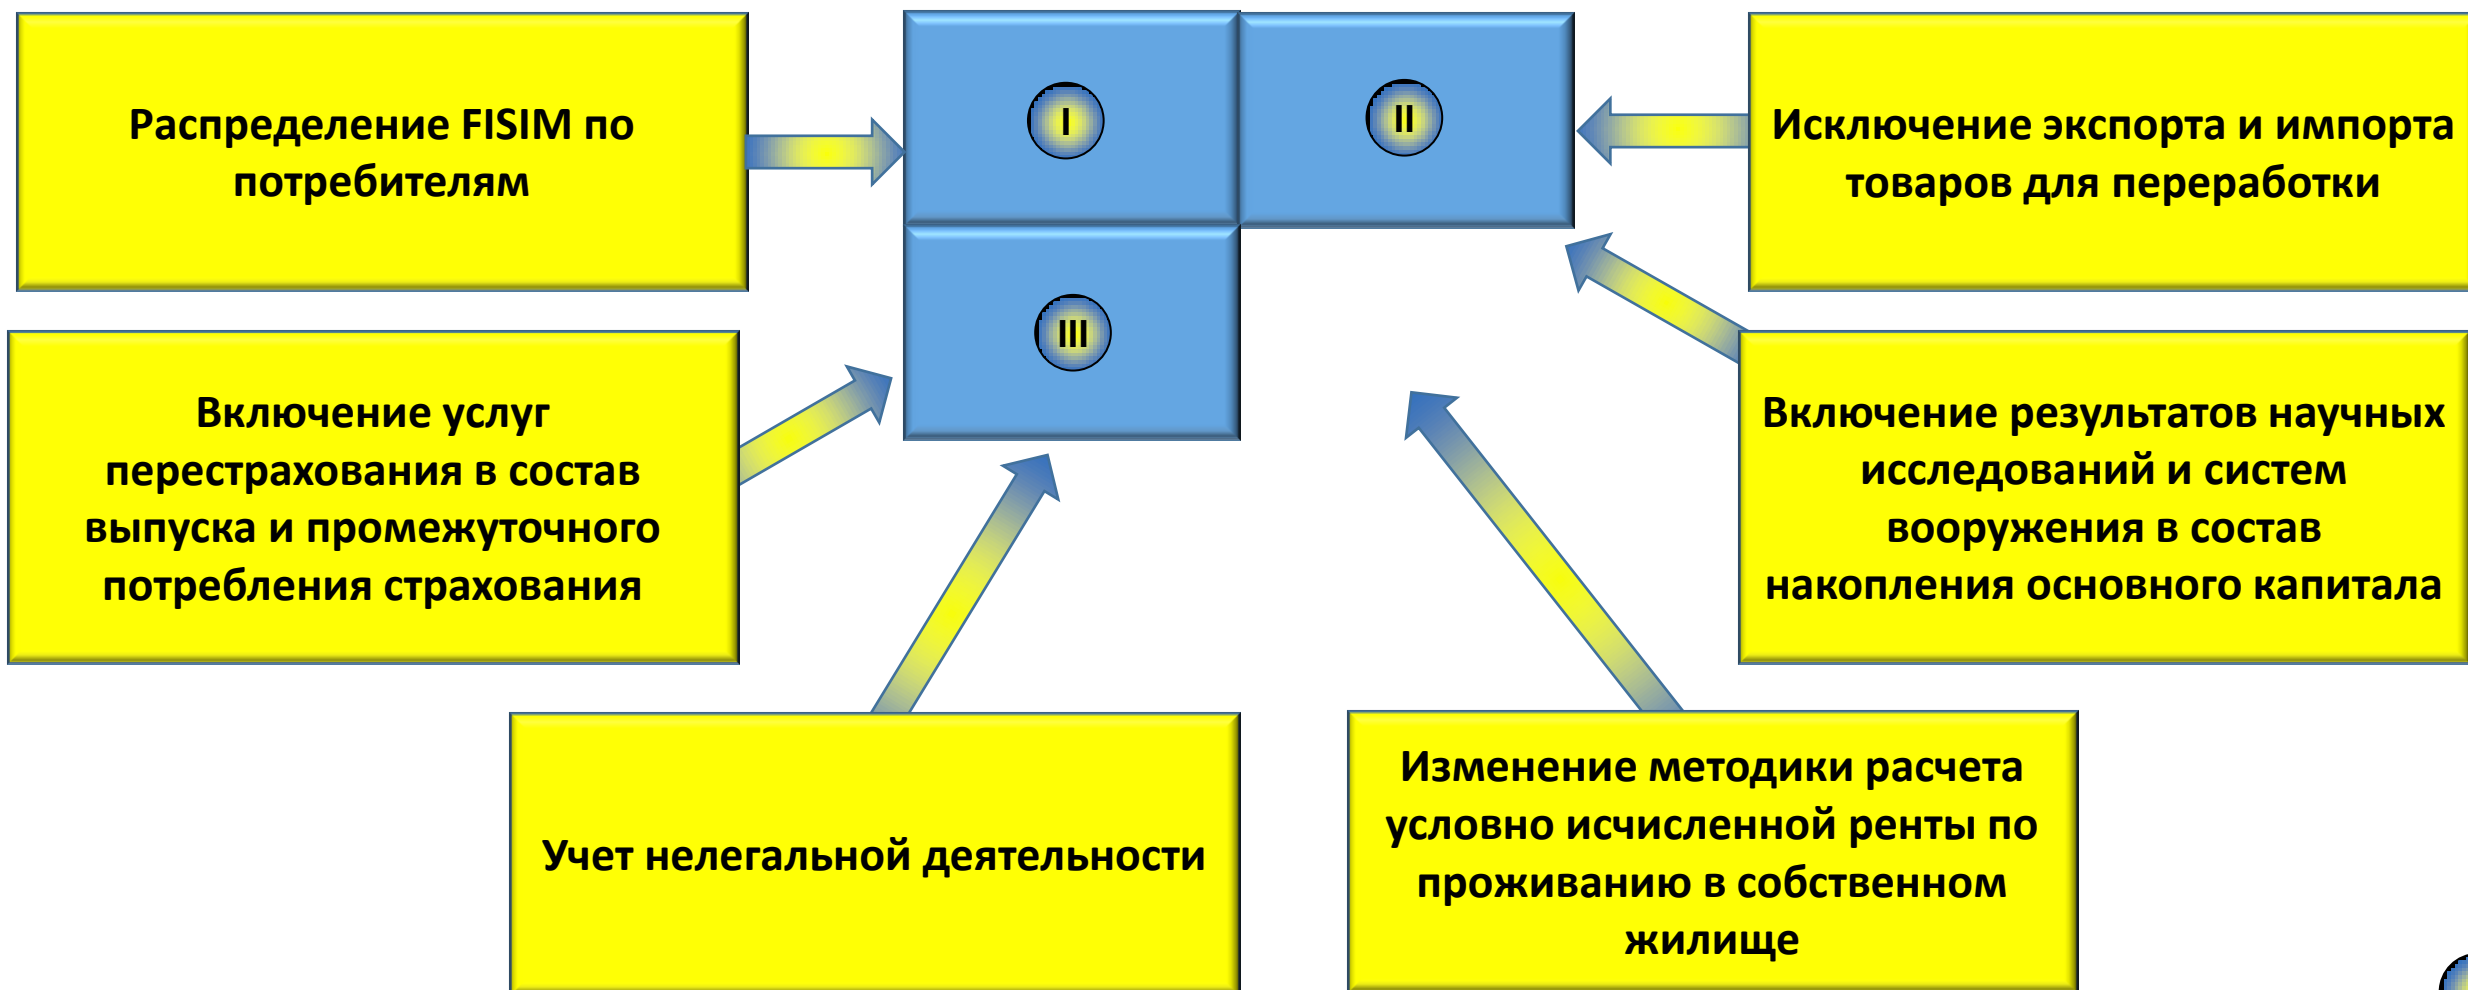 Распределение FISIM по
потребителям
I
II
Исключение экспорта и импорта
товаров для переработки
III
Включение услуг
перестрахования в состав
выпуска и промежуточного
потребления страхования
Включение результатов научных
исследований и систем
вооружения в состав
накопления основного капитала
Учет нелегальной деятельности
Изменение методики расчета
условно исчисленной ренты по
проживанию в собственном
жилище